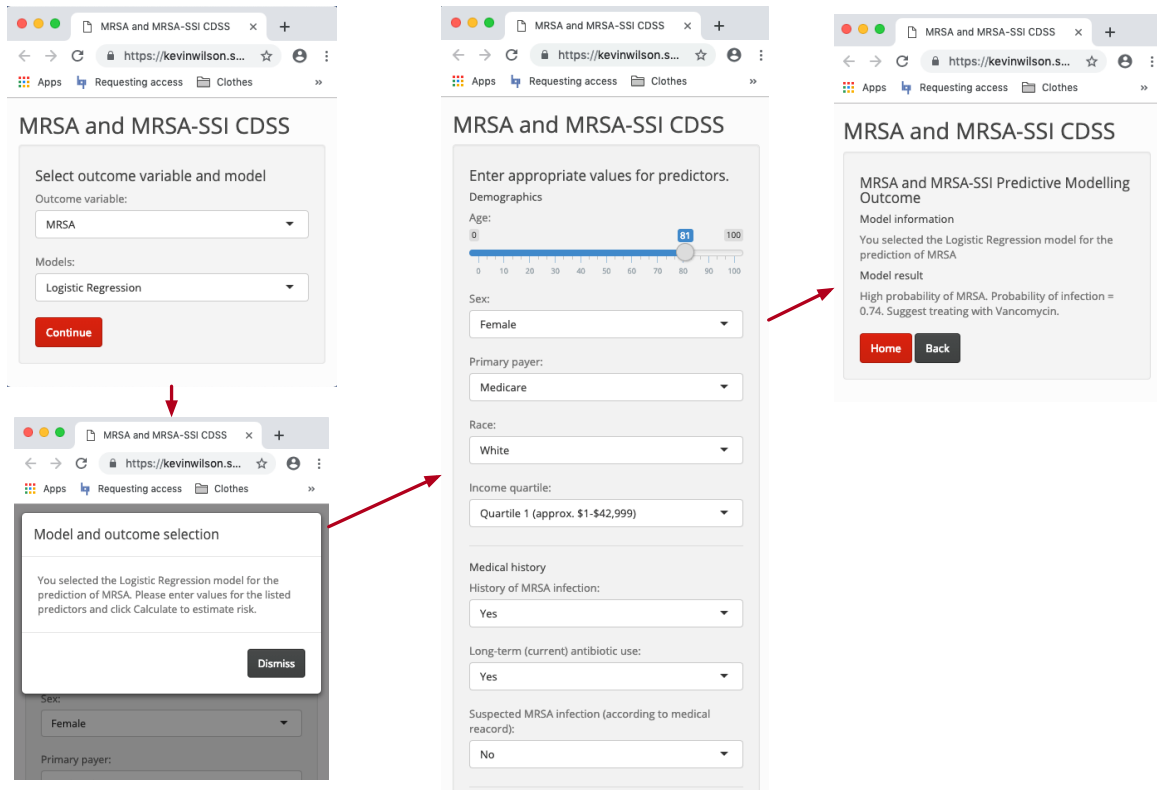 MRSA and MRSA-SSI CDSS
https://kevinwilson.s...
Apps Requesting access Clothes »
MRSA and MRSA-SSI CDSS
Select outcome variable and model
Outcome variable:
MRSA
Models:
Logistic Regression
Continue
MRSA and MRSA-SSI CDSS
https://kevinwilson.s...
Apps Requesting access Clothes »
Model and outcome selection
You selected the Logistic Regression model for the
prediction of MRSA. Please enter values for the listed
predictors and click Calculate to estimate risk.
Dismiss
Sex:
Female
Primary payer:
MRSA and MRSA-SSI CDSS
https://kevinwilson.s...
Apps Requesting access Clothes »
MRSA and MRSA-SSI CDSS
Enter appropriate values for predictors.
Demographics
Age:
0 81 100
0 10 20 30 40 50 60 70 80 90 100
Sex:
Female
Primary payer:
Medicare
Race:
White
Income quartile:
Quartile 1 (approx. $1-$42,999)
Medical history
History of MRSA infection:
Yes
Long-term (current) antibiotic use:
Yes
Suspected MRSA infection (according to medical
reacord):
No
MRSA and MRSA-SSI CDSS
https://kevinwilson.s...
Apps Requesting access Clothes »
MRSA and MRSA-SSI CDSS
MRSA and MRSA-SSI Predictive Modelling
Outcome
Model information
You selected the Logistic Regression model for the
prediction of MRSA
Model result
High probability of MRSA. Probability of infection =
0.74. Suggest treating with Vancomycin.
Home Back